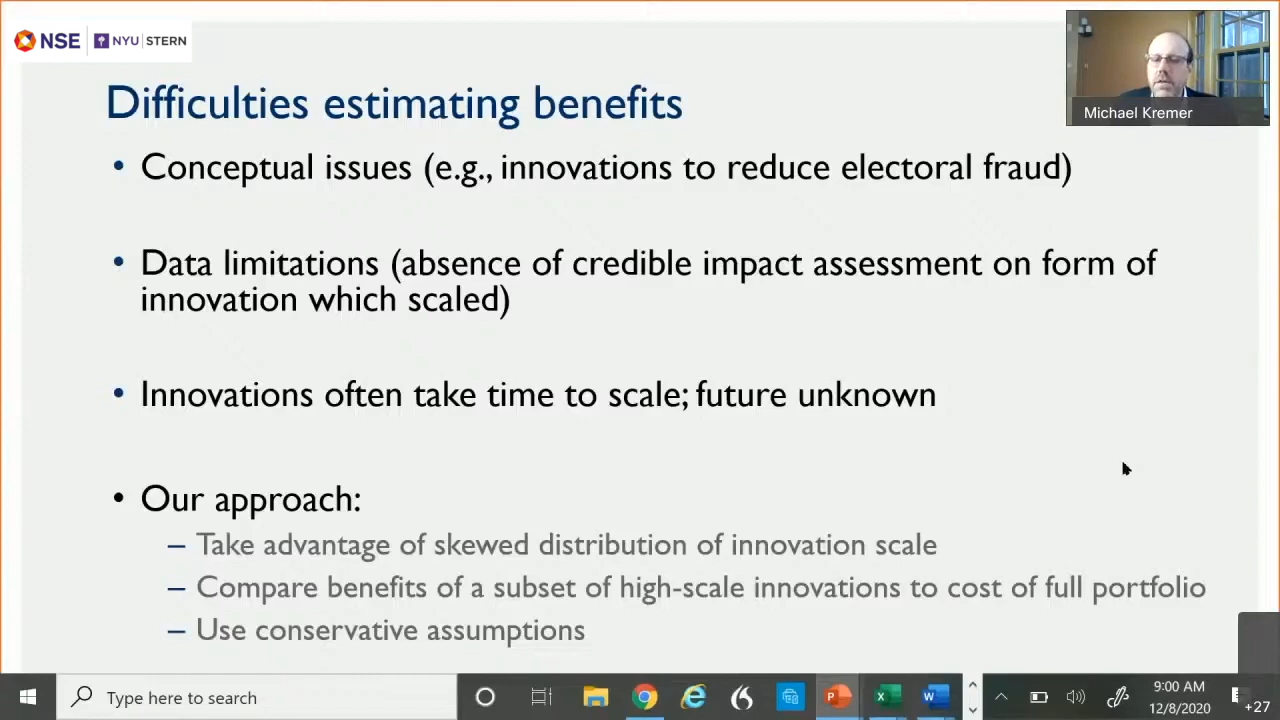 NSE NYU STERN
Michael Kremer
Difficulties estimating benefits
• Conceptual issues (e.g., innovations to reduce electoral fraud)
• Data limitations (absence of credible impact assessment on form of
innovation which scaled)
• Innovations often take time to scale; future unknown
• Our approach:
– Take advantage of skewed distribution of innovation scale
– Compare benefits of a subset of high-scale innovations to cost of full portfolio
– Use conservative assumptions
Type here to search
9:00 AM
12/8/2020
+27